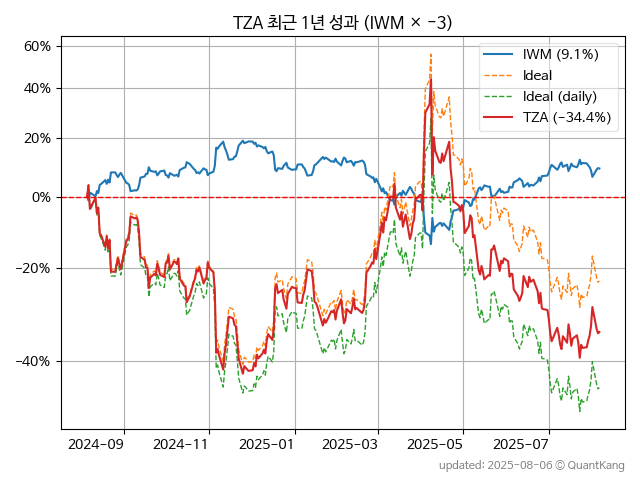 TZA 최근 1년 성과 (IWM × −3)
60%
40%
20%
0%
−20%
−40%
IWM (9.1%)
Ideal
Ideal (daily)
TZA (−34.4%)
2024−09
2024−11
2025−01
2025−03
2025−05
2025−07
updated: 2025-08-06 © QuantKang